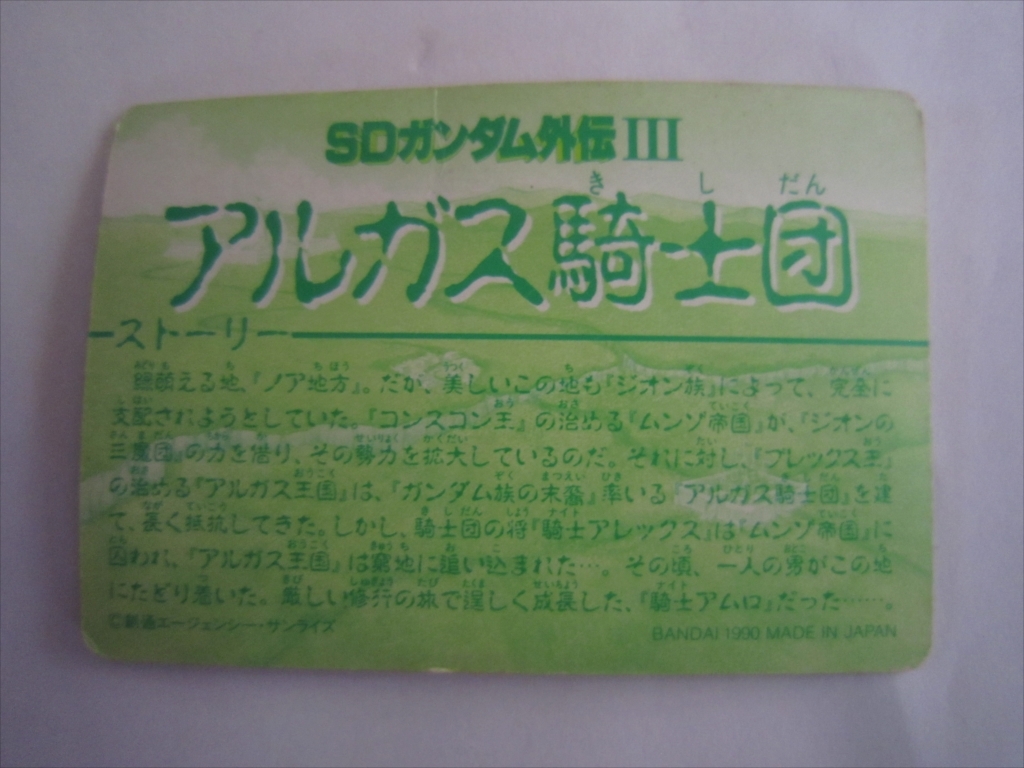 SDガンダム外伝III
アルガス騎士団
きしだん
ストーリー
緑萌える地、『ノア地方』。だが、美しいこの地も『ジオン族』によって、完全に
支配されようとしていた。『コンスコン王』の治める『ムンゾ帝国』が、『ジオンの
三魔団』の力を借り、その勢力を拡大しているのだ。それに対し、『ブレックス王』
の治める『アルガス王国』は、『ガンダム族の末裔』率いる『アルガス騎士団』を建
て、長く抵抗してきた。しかし、騎士団の将『騎士アレックス』は『ムンゾ帝国』に
囚われ、『アルガス王国』は窮地に追い込まれた…。その頃、一人の男がこの地
にたどり着いた。厳しい修行の旅で逞しく成長した、『騎士アムロ』だった……。
©創通エージェンシー・サンライズ
BANDAI 1990 MADE IN JAPAN